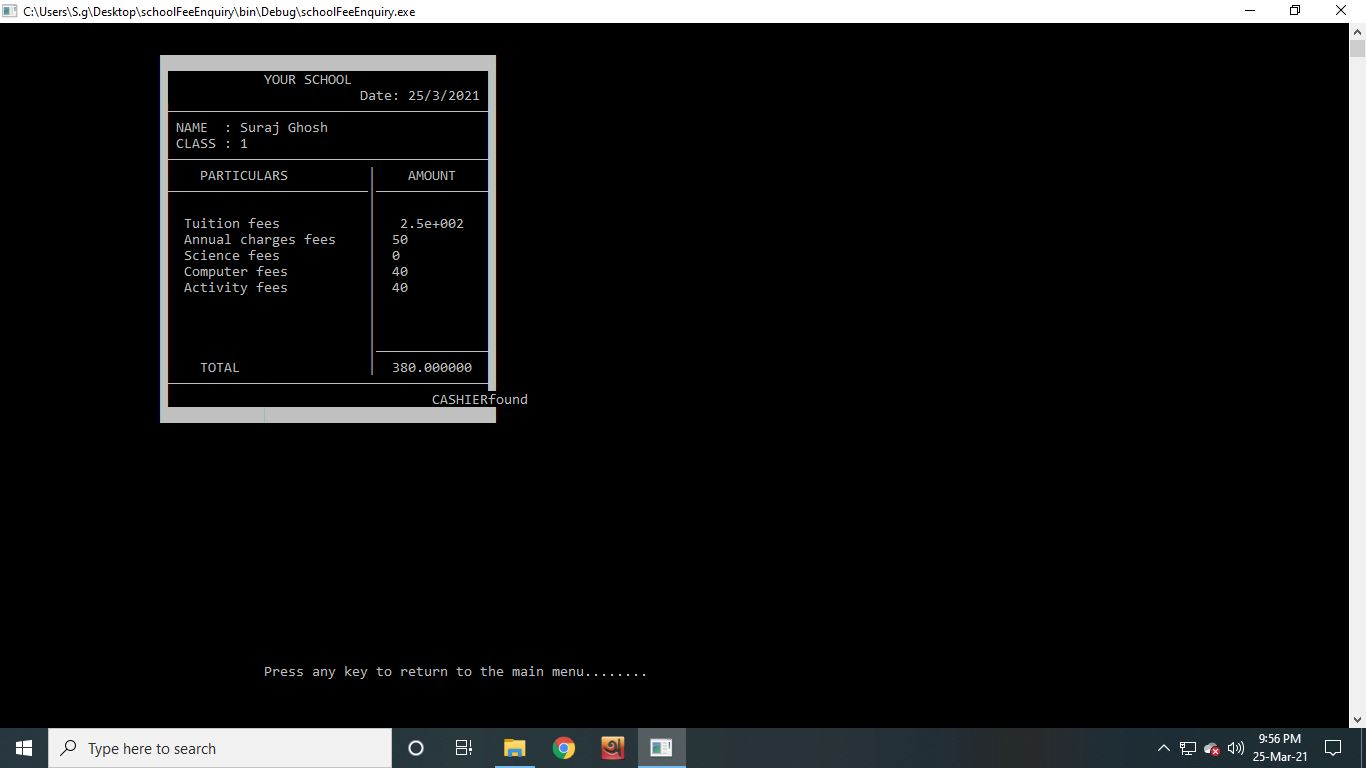 C:\Users\S.g\Desktop\schoolFeeEnquiry\bin\Debug\schoolFeeEnquiry.exe
YOUR SCHOOL
Date: 25/3/2021
NAME : Suraj Ghosh
CLASS : 1
PARTICULARS AMOUNT
Tuition fees 2.5e+002
Annual charges fees 50
Science fees 0
Computer fees 40
Activity fees 40
TOTAL 380.000000
CASHIERfound
Press any key to return to the main menu........
Type here to search
9:56 PM
25-Mar-21